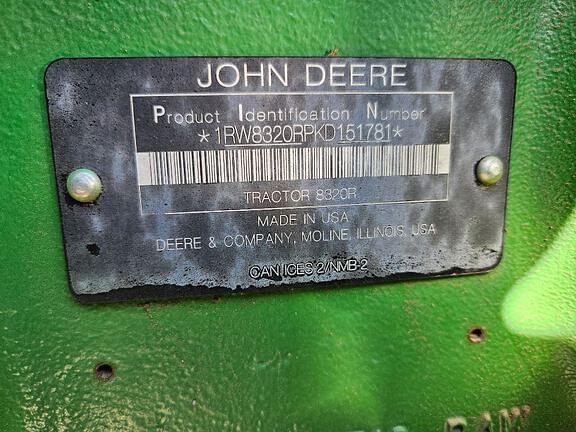 JOHN DEERE
Product Identification Number
*1RW8320RPKD151781*
TRACTOR 8320R
MADE IN USA
DEERE & COMPANY, MOLINE, ILLINOIS, USA
CAN ICES 2/NMB-2